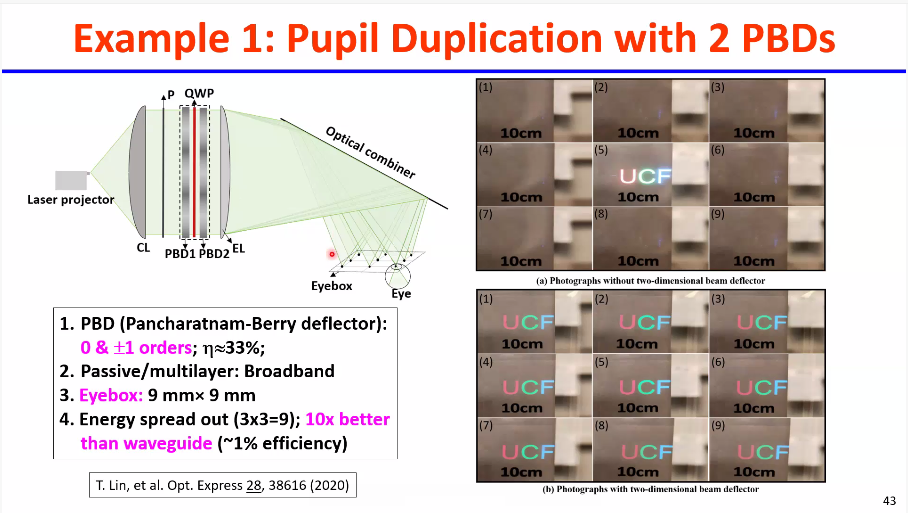 Example 1: Pupil Duplication with 2 PBDs
P
QWP
Optical combiner
Laser projector
CL
PBD1
PBD2
EL
Eyebox
Eye
1. PBD (Pancharatnam-Berry deflector):
0 & ±1 orders; η≈33%;
2. Passive/multilayer: Broadband
3. Eyebox: 9 mm× 9 mm
4. Energy spread out (3x3=9); 10x better
than waveguide (~1% efficiency)
T. Lin, et al. Opt. Express 28, 38616 (2020)
(1)
10cm
(2)
10cm
(3)
10cm
(4)
10cm
(5)
UCF
10cm
(6)
10cm
(7)
10cm
(8)
10cm
(9)
10cm
(a) Photographs without two-dimensional beam deflector
(1)
UCF
10cm
(2)
UCF
10cm
(3)
UCF
10cm
(4)
UCF
10cm
(5)
UCF
10cm
(6)
UCF
10cm
(7)
UCF
10cm
(8)
UCF
10cm
(9)
UCF
10cm
(b) Photographs with two-dimensional beam deflector
43